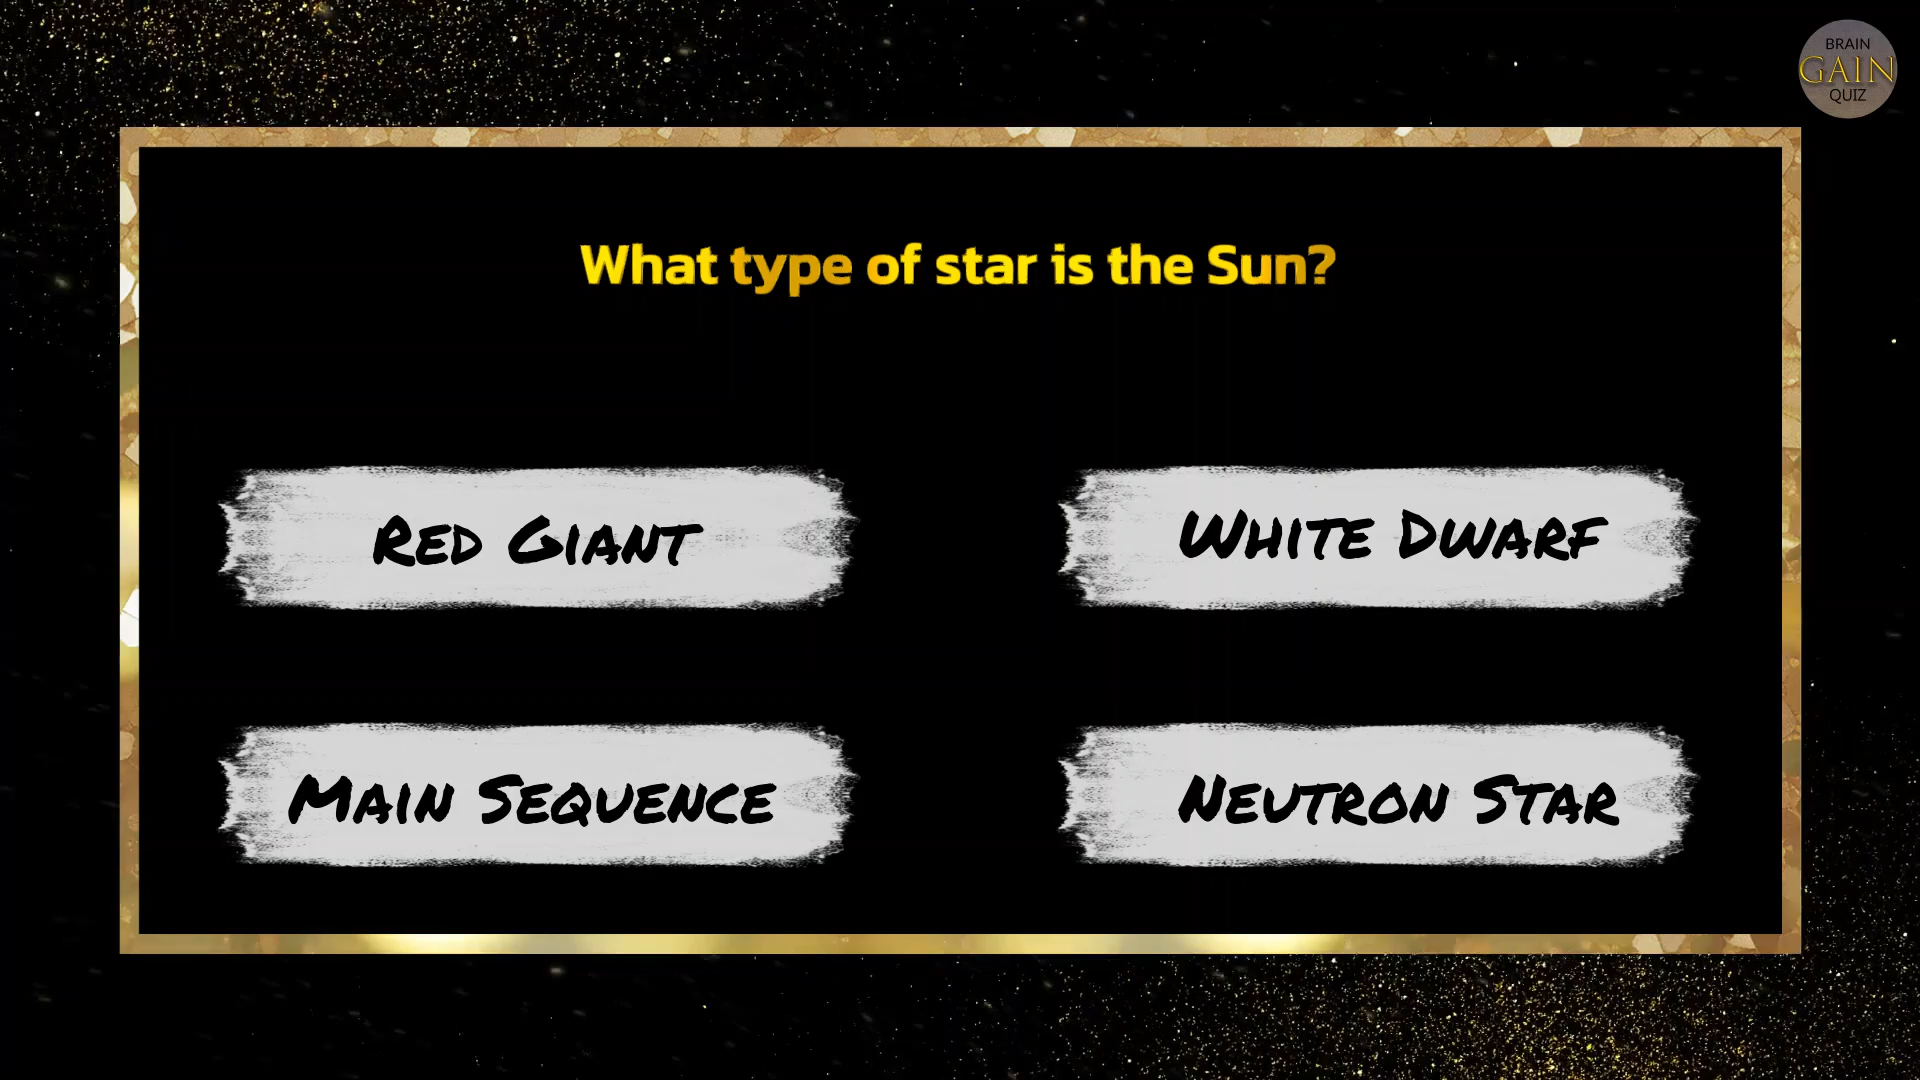 BRAIN
GAIN
QUIZ
What type of star is the Sun?
Red Giant
White Dwarf
Main Sequence
Neutron Star